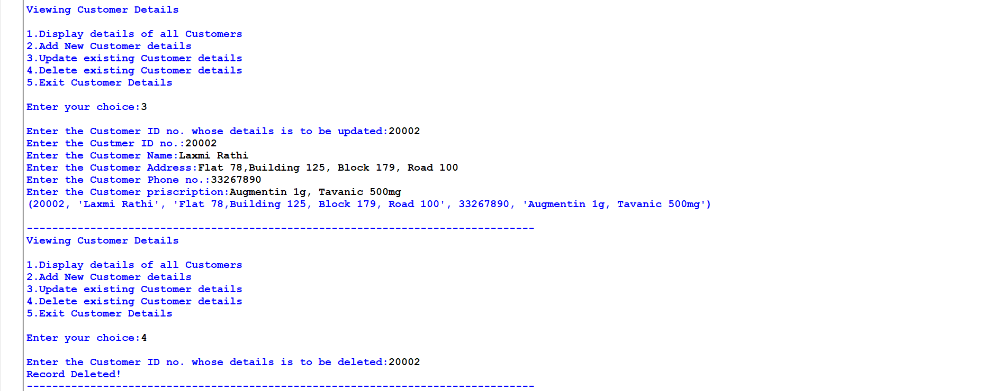 Viewing Customer Details
1.Display details of all Customers
2.Add New Customer details
3.Update existing Customer details
4.Delete existing Customer details
5.Exit Customer Details
Enter your choice:3
Enter the Customer ID no. whose details is to be updated:20002
Enter the Custmer ID no.:20002
Enter the Customer Name:Laxmi Rathi
Enter the Customer Address:Flat 78,Building 125, Block 179, Road 100
Enter the Customer Phone no.:33267890
Enter the Customer priscription:Augmentin 1g, Tavanic 500mg
(20002, 'Laxmi Rathi', 'Flat 78,Building 125, Block 179, Road 100', 33267890, 'Augmentin 1g, Tavanic 500mg')
--------------------------------------------------------------------------------
Viewing Customer Details
1.Display details of all Customers
2.Add New Customer details
3.Update existing Customer details
4.Delete existing Customer details
5.Exit Customer Details
Enter your choice:4
Enter the Customer ID no. whose details is to be deleted:20002
Record Deleted!
--------------------------------------------------------------------------------